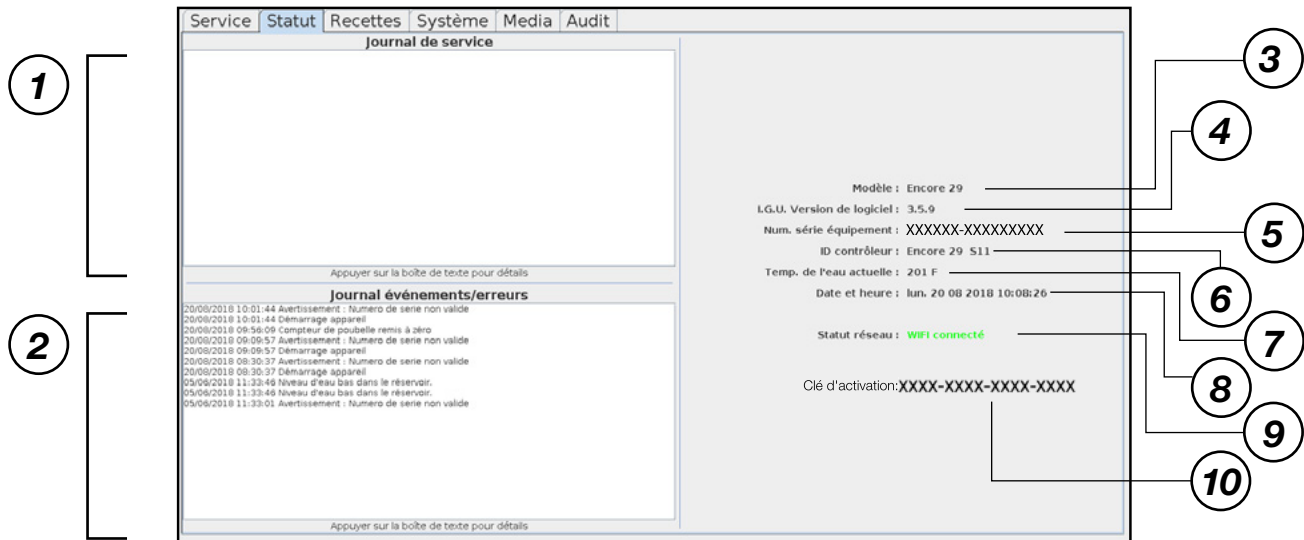 Service Statut Recettes Système Media Audit
Journal de service
Appuyer sur la boîte de texte pour détails
Journal événements/erreurs
20/08/2018 10:01:44 Avertissement : Numero de serie non valide
20/08/2018 10:01:44 Démarrage appareil
20/08/2018 09:56:09 Compteur de poubelle remis à zéro
20/08/2018 09:09:57 Avertissement : Numero de serie non valide
20/08/2018 09:09:57 Démarrage appareil
20/08/2018 08:30:37 Avertissement : Numero de serie non valide
20/08/2018 08:30:37 Démarrage appareil
05/06/2018 11:33:46 Niveau d'eau bas dans le réservoir.
05/06/2018 11:33:46 Niveau d'eau bas dans le réservoir.
05/06/2018 11:33:01 Avertissement : Numero de serie non valide
Appuyer sur la boîte de texte pour détails
Modèle : Encore 29
I.G.U. Version de logiciel : 3.5.9
Num. série équipement : XXXXXX-XXXXXXXXX
ID contrôleur : Encore 29 S11
Temp. de l'eau actuelle : 201 F
Date et heure : lun. 20 08 2018 10:08:26
Statut réseau : WIFI connecté
Clé d'activation:XXXX-XXXX-XXXX-XXXX
1
2
3
4
5
6
7
8
9
10